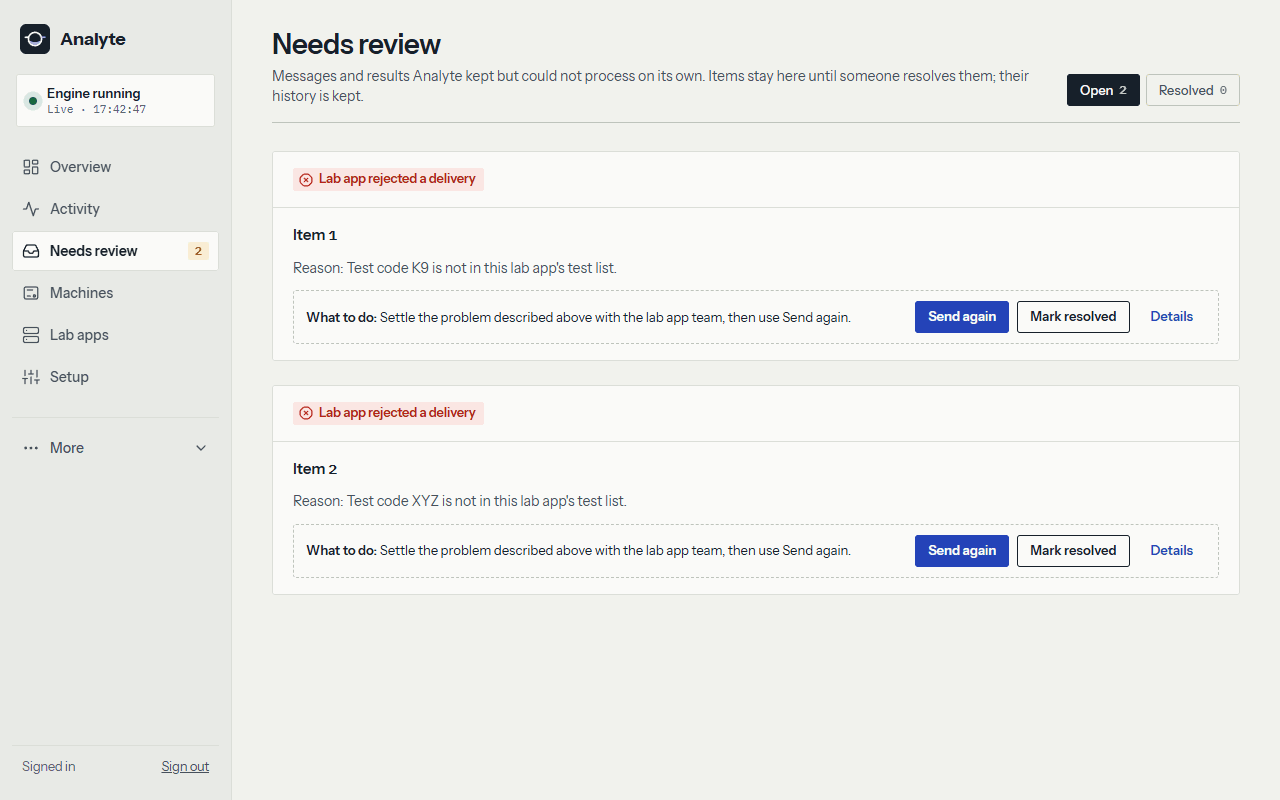 Analyte
Engine running
Live · 17:42:47
Overview
Activity
Needs review 2
Machines
Lab apps
Setup
More
Signed in Sign out
Needs review
Messages and results Analyte kept but could not process on its own. Items stay here until someone resolves them; their
history is kept.
Open 2 Resolved 0
Lab app rejected a delivery
Item 1
Reason: Test code K9 is not in this lab app's test list.
What to do: Settle the problem described above with the lab app team, then use Send again. Send again Mark resolved Details
Lab app rejected a delivery
Item 2
Reason: Test code XYZ is not in this lab app's test list.
What to do: Settle the problem described above with the lab app team, then use Send again. Send again Mark resolved Details